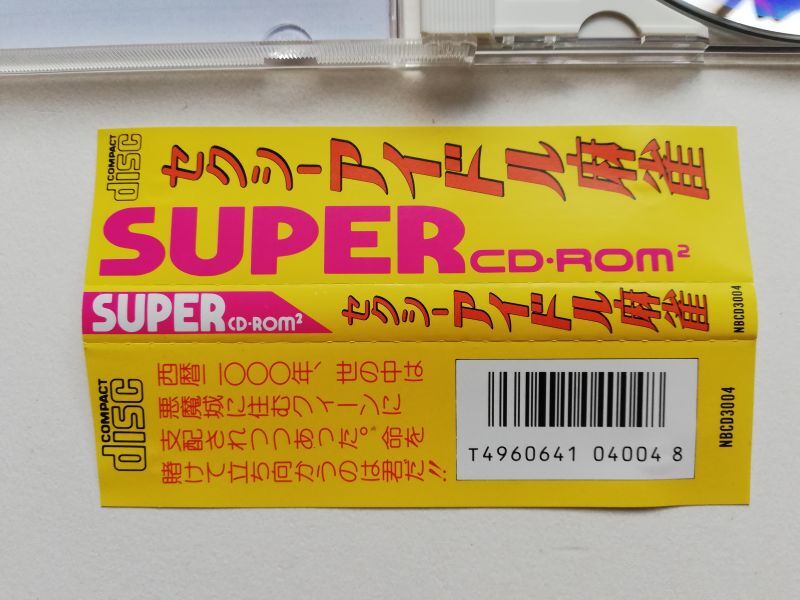 COMPACT
disc
セクシーアイドル麻雀
SUPER CD-ROM²
SUPER CD-ROM²
セクシーアイドル麻雀
NBCD3004
COMPACT
disc
西暦二〇〇〇年、世の中は
悪魔城に住むクィーンに
支配されつつあった。命を
賭けて立ち向かうのは君だ!!
T4960641 04004 8
NBCD3004